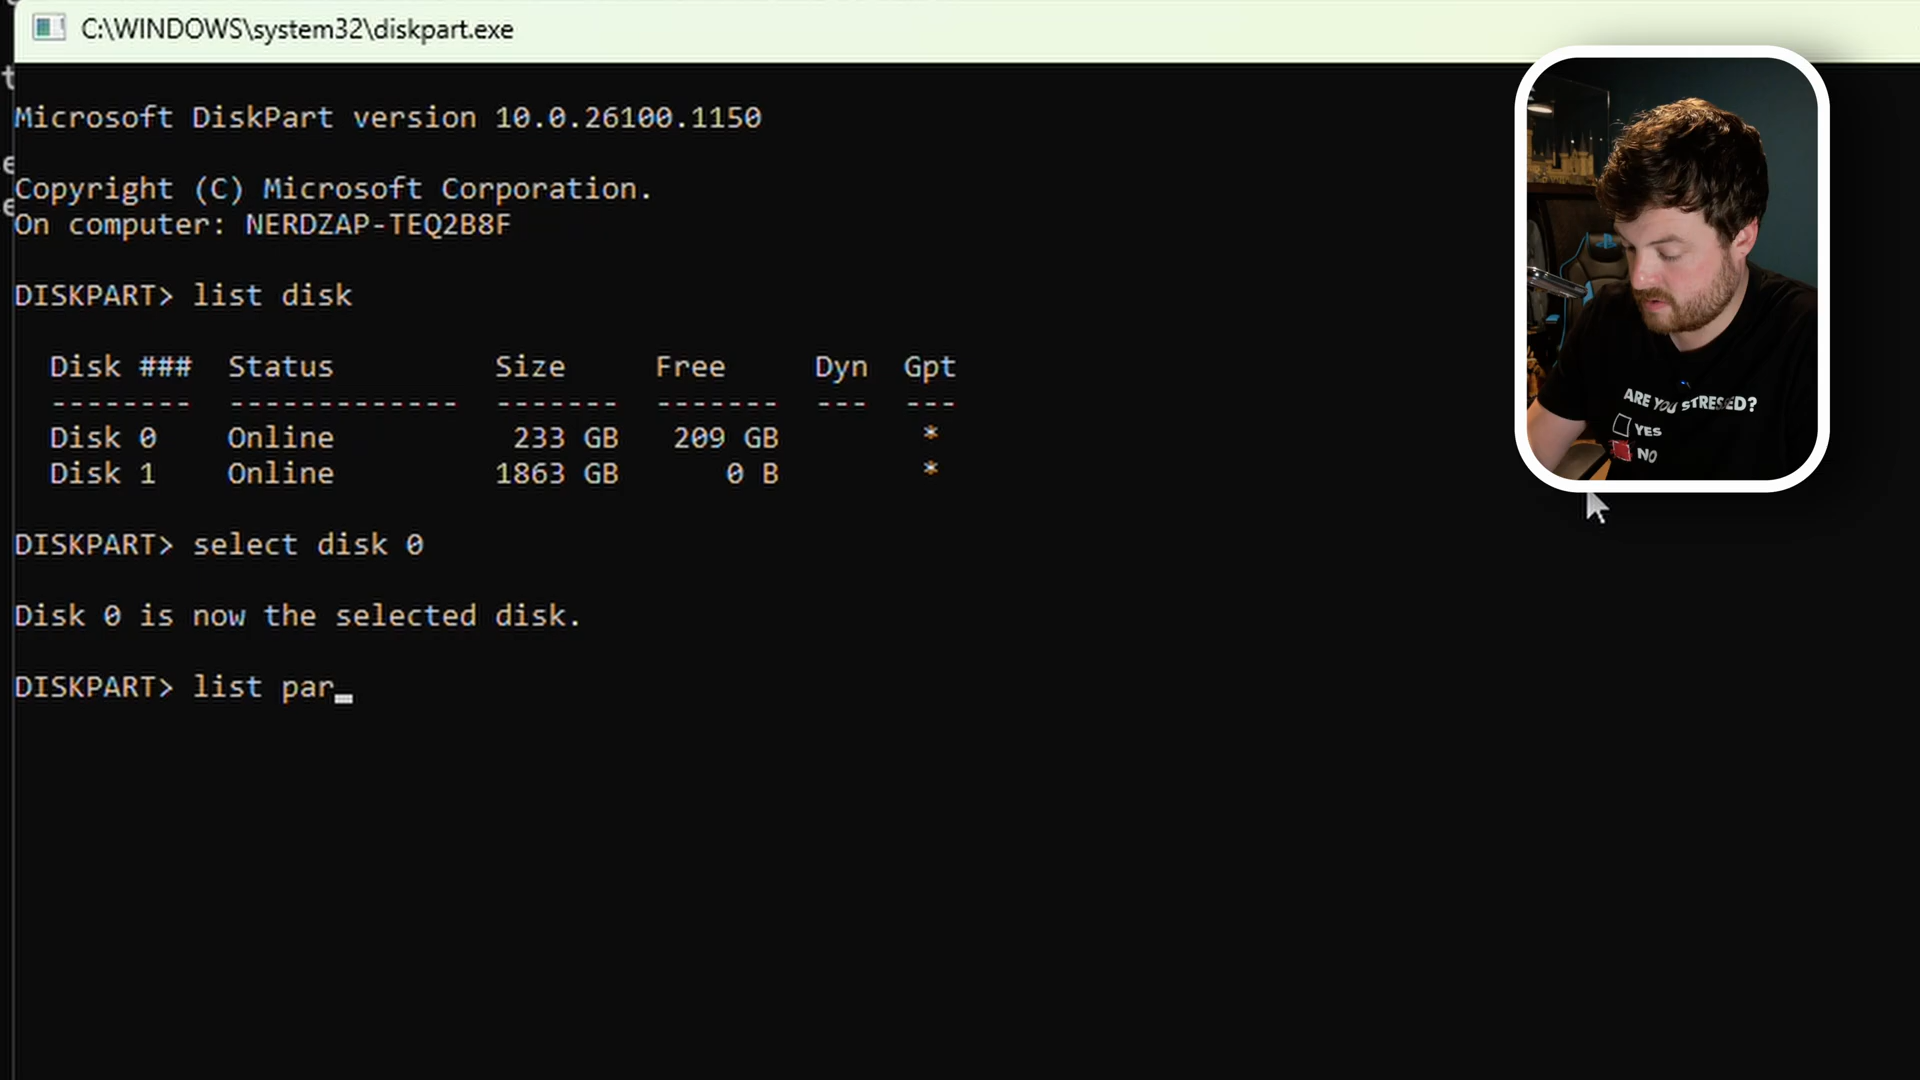 C:\WINDOWS\system32\diskpart.exe
Microsoft DiskPart version 10.0.26100.1150
Copyright (C) Microsoft Corporation.
On computer: NERDZAP-TEQ2B8F
DISKPART> list disk
Disk ###  Status         Size     Free     Dyn  Gpt
--------  -------------  -------  -------  ---  ---
Disk 0    Online          233 GB   209 GB        *
Disk 1    Online         1863 GB      0 B        *
DISKPART> select disk 0
Disk 0 is now the selected disk.
DISKPART> list par
ARE YOU STRESSED?
YES
NO